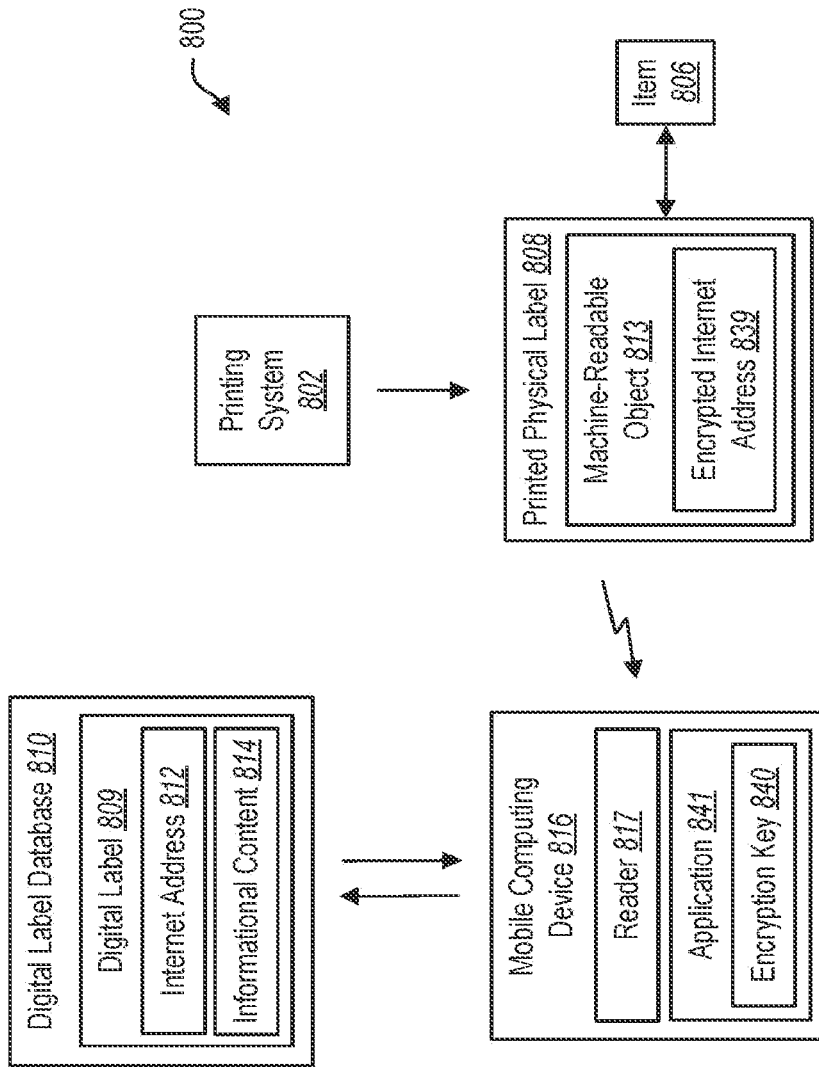 800
Digital Label Database 810
Digital Label 809
Internet Address 812
Informational Content 814
Printing
System
802
Mobile Computing
Device 816
Reader 817
Application 841
Encryption Key 840
Printed Physical Label 808
Machine-Readable
Object 813
Encrypted Internet
Address 839
Item
806